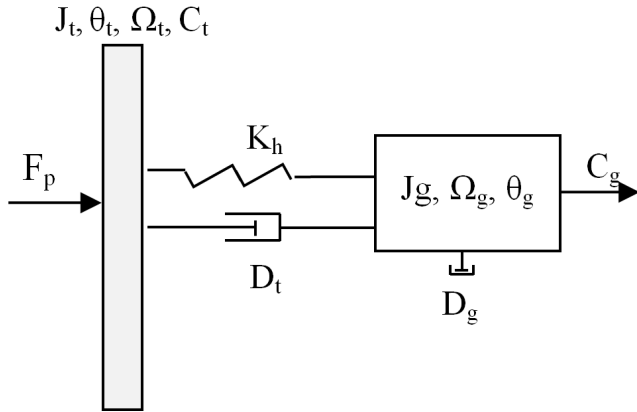 Jt, θt, Ωt, Ct
Kh
Fp
Cg
Jg, Ωg, θg
Dt
Dg